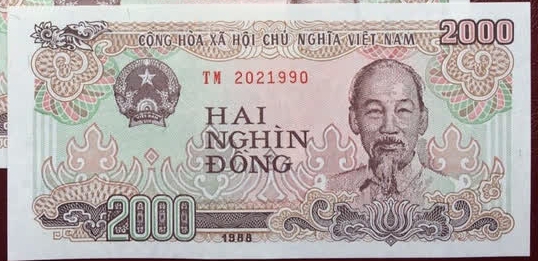 CỘNG HÒA XÃ HỘI CHỦ NGHĨA VIỆT NAM
2000
TM 2021990
HAI
NGHÌN
ĐỒNG
2000
1988